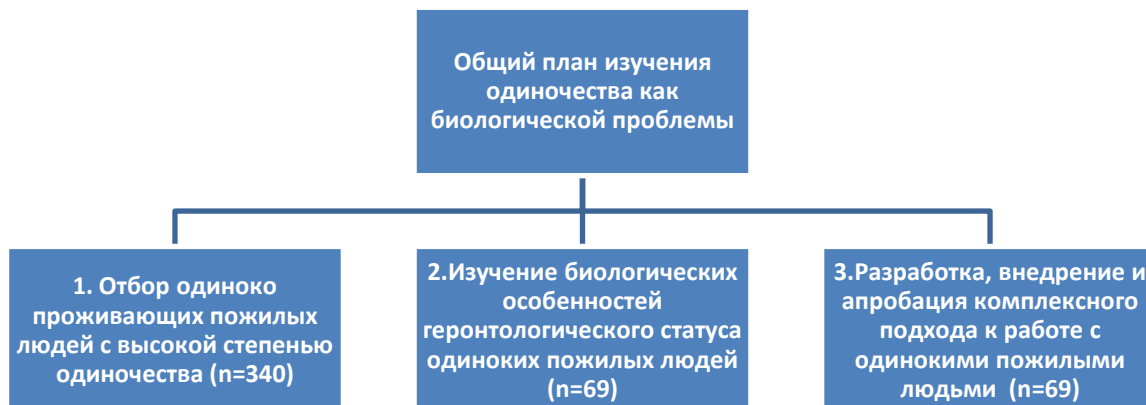 Общий план изучения
одиночества как
биологической проблемы
1. Отбор одиноко
проживающих пожилых
людей с высокой степенью
одиночества (n=340)
2.Изучение биологических
особенностей
геронтологического статуса
одиноких пожилых людей
(n=69)
3.Разработка, внедрение и
апробация комплексного
подхода к работе с
одинокими пожилыми
людьми (n=69)